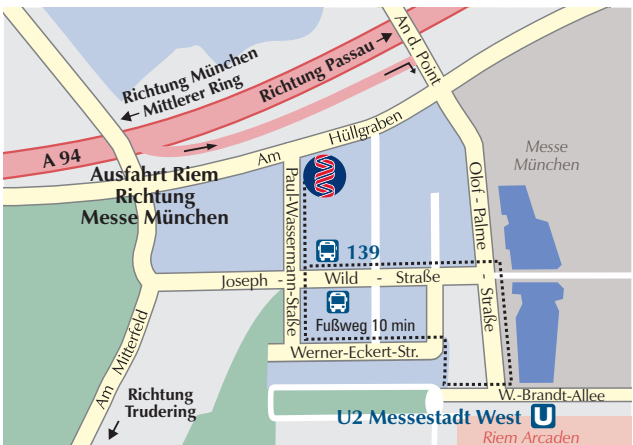 An d. Point
Richtung München
Mittlerer Ring
Richtung Passau
A 94
Am Hüllgraben
Ausfahrt Riem
Richtung
Messe München
Messe
München
Paul-Wassermann-Staße
Olof - Palme - Straße
139
Joseph - Wild - Straße
Fußweg 10 min
Werner-Eckert-Str.
Am Mitterfeld
Richtung
Trudering
W.-Brandt-Allee
U2 Messestadt West U
Riem Arcaden